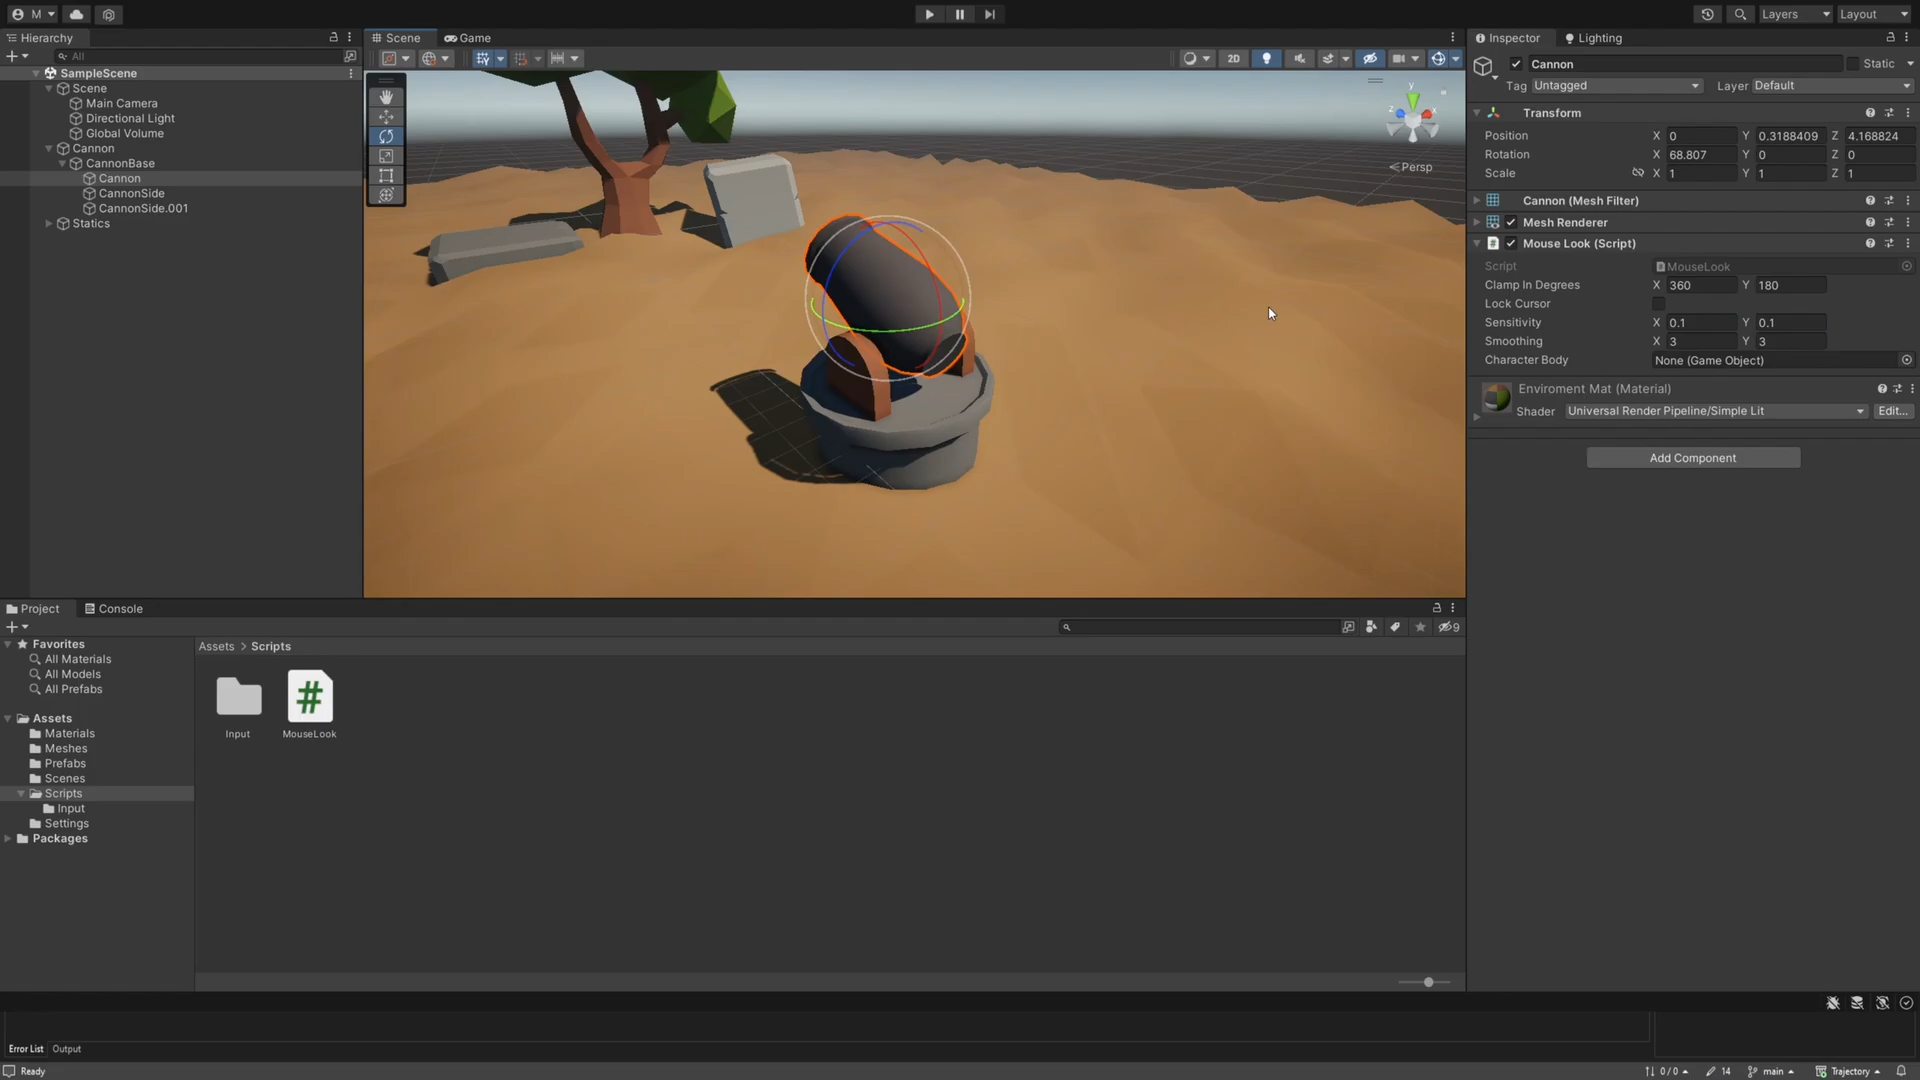 M
Layers
Layout
Hierarchy
All
SampleScene
Scene
Main Camera
Directional Light
Global Volume
Cannon
CannonBase
Cannon
CannonSide
CannonSide.001
Statics
Scene
Game
2D
y
z
x
Persp
Inspector
Lighting
Cannon
Static
Tag Untagged
Layer Default
Transform
Position X 0 Y 0.3188409 Z 4.168824
Rotation X 68.807 Y 0 Z 0
Scale X 1 Y 1 Z 1
Cannon (Mesh Filter)
Mesh Renderer
Mouse Look (Script)
Script MouseLook
Clamp In Degrees X 360 Y 180
Lock Cursor
Sensitivity X 0.1 Y 0.1
Smoothing X 3 Y 3
Character Body None (Game Object)
Enviroment Mat (Material)
Shader Universal Render Pipeline/Simple Lit Edit...
Add Component
Project
Console
9
Favorites
All Materials
All Models
All Prefabs
Assets
Materials
Meshes
Prefabs
Scenes
Scripts
Input
Settings
Packages
Assets > Scripts
Input
MouseLook
Error List Output
Ready
0 / 0
14
main
Trajectory